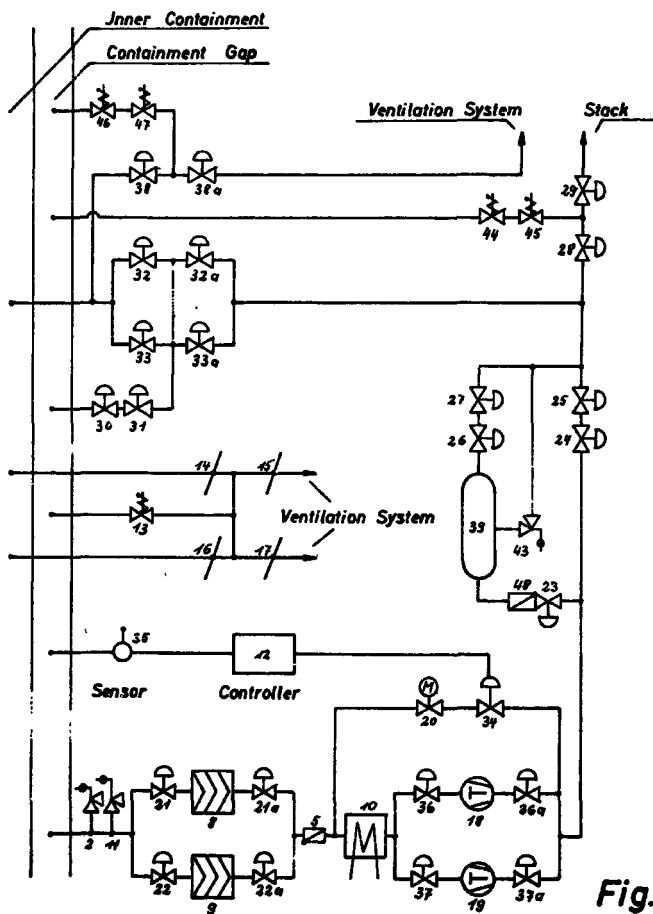 Jnner Containment
Containment Gap
Ventilation System
Stack
46 47
38 38a
29
44 45
28
32 32a
33 33a
30 31
27 25
26 24
14 15
13
Ventilation System
39
43
16 17
48 23
35
12
Sensor
Controller
M
20 34
21 8 21a
5 10
36 18 36a
2 11
22 9 22a
37 19 37a
Fig.